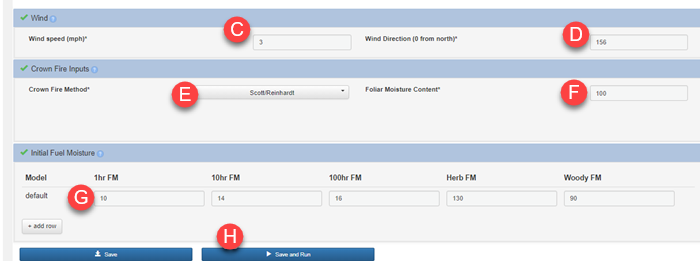 Wind ?
C
D
Wind speed (mph)* 3 Wind Direction (0 from north)* 156
Crown Fire Inputs ?
Crown Fire Method* E Scott/Reinhardt Foliar Moisture Content* F 100
Initial Fuel Moisture ?
Model 1hr FM 10hr FM 100hr FM Herb FM Woody FM
default G 10 14 16 130 90
+ add row
H
Save Save and Run